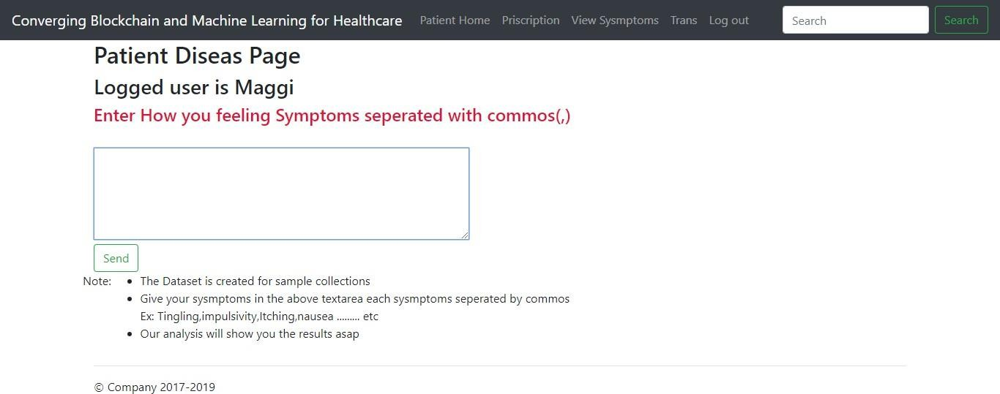 Converging Blockchain and Machine Learning for Healthcare Patient Home Priscription View Sysmptoms Trans Log out Search Search
Patient Diseas Page
Logged user is Maggi
Enter How you feeling Symptoms seperated with commos(,)
Send
Note: • The Dataset is created for sample collections
• Give your sysmptoms in the above textarea each sysmptoms seperated by commos
Ex: Tingling,impulsivity,Itching,nausea ......... etc
• Our analysis will show you the results asap
© Company 2017-2019